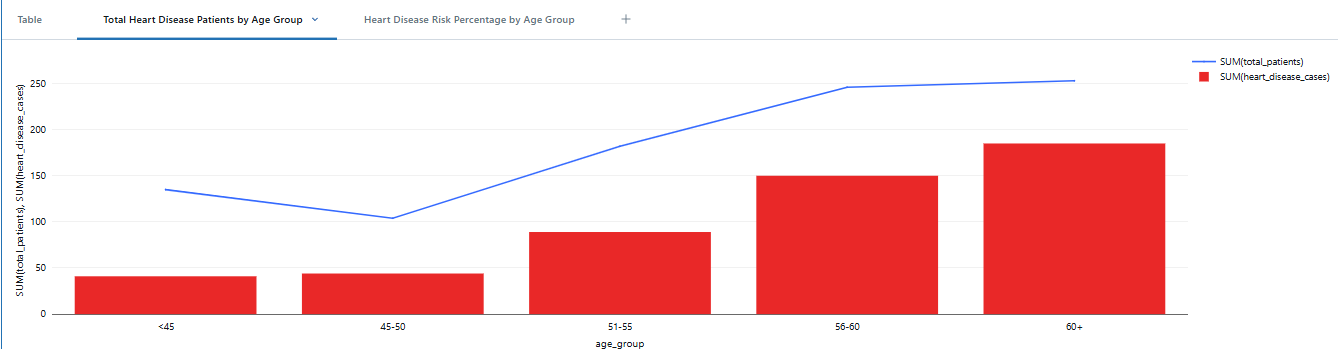 Table Total Heart Disease Patients by Age Group Heart Disease Risk Percentage by Age Group +
SUM(total_patients)
SUM(heart_disease_cases)
SUM(total_patients), SUM(heart_disease_cases)
250
200
150
100
50
0
<45 45-50 51-55 56-60 60+
age_group